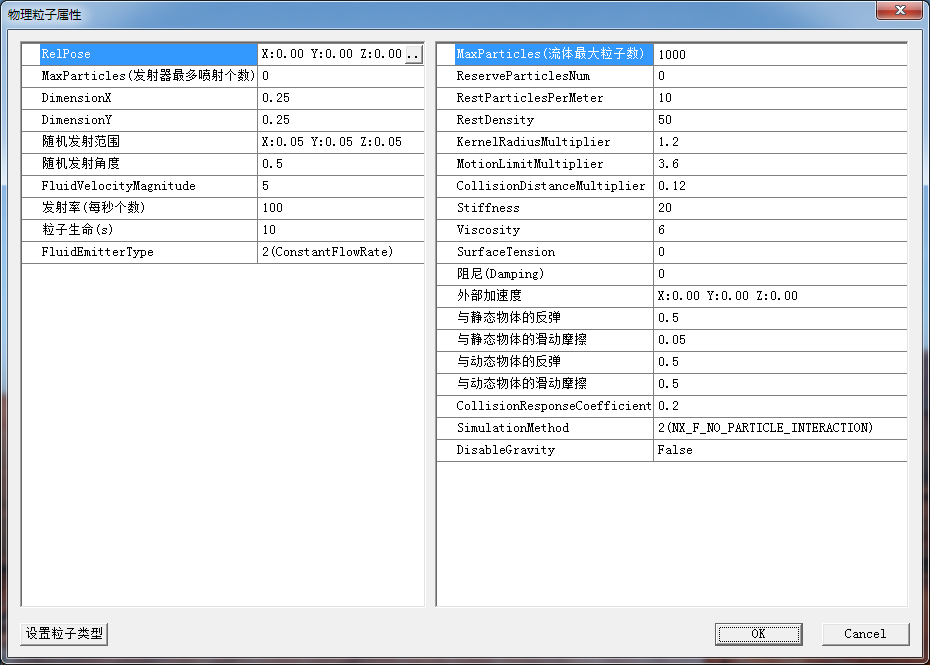 物理粒子属性
RelPose X:0.00 Y:0.00 Z:0.00 ..
MaxParticles(发射器最多喷射个数) 0
DimensionX 0.25
DimensionY 0.25
随机发射范围 X:0.05 Y:0.05 Z:0.05
随机发射角度 0.5
FluidVelocityMagnitude 5
发射率(每秒个数) 100
粒子生命(s) 10
FluidEmitterType 2(ConstantFlowRate)
MaxParticles(流体最大粒子数) 1000
ReserveParticlesNum 0
RestParticlesPerMeter 10
RestDensity 50
KernelRadiusMultiplier 1.2
MotionLimitMultiplier 3.6
CollisionDistanceMultiplier 0.12
Stiffness 20
Viscosity 6
SurfaceTension 0
阻尼(Damping) 0
外部加速度 X:0.00 Y:0.00 Z:0.00
与静态物体的反弹 0.5
与静态物体的滑动摩擦 0.05
与动态物体的反弹 0.5
与动态物体的滑动摩擦 0.5
CollisionResponseCoefficient 0.2
SimulationMethod 2(NX_F_NO_PARTICLE_INTERACTION)
DisableGravity False
设置粒子类型 OK Cancel